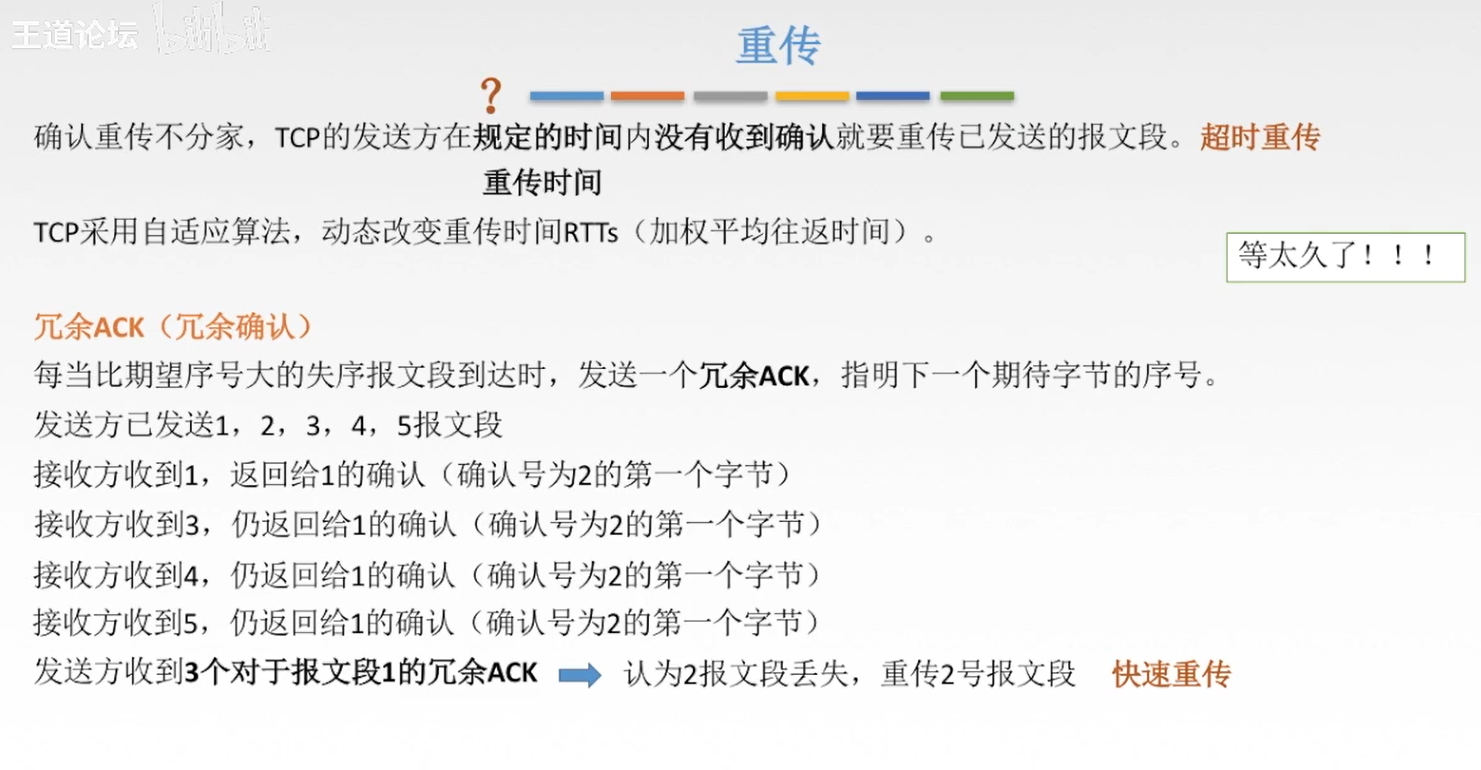 王道论坛 bilibili
重传
?
确认重传不分家，TCP的发送方在规定的时间内没有收到确认就要重传已发送的报文段。超时重传
重传时间
TCP采用自适应算法，动态改变重传时间RTTs（加权平均往返时间）。
等太久了！！！
冗余ACK（冗余确认）
每当比期望序号大的失序报文段到达时，发送一个冗余ACK，指明下一个期待字节的序号。
发送方已发送1，2，3，4，5报文段
接收方收到1，返回给1的确认（确认号为2的第一个字节）
接收方收到3，仍返回给1的确认（确认号为2的第一个字节）
接收方收到4，仍返回给1的确认（确认号为2的第一个字节）
接收方收到5，仍返回给1的确认（确认号为2的第一个字节）
发送方收到3个对于报文段1的冗余ACK 认为2报文段丢失，重传2号报文段 快速重传